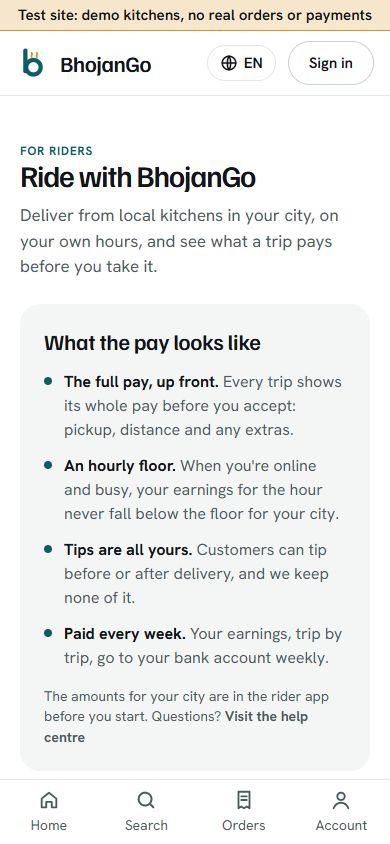 Test site: demo kitchens, no real orders or payments
BhojanGo
EN
Sign in
FOR RIDERS
Ride with BhojanGo
Deliver from local kitchens in your city, on
your own hours, and see what a trip pays
before you take it.
What the pay looks like
The full pay, up front. Every trip shows
its whole pay before you accept:
pickup, distance and any extras.
An hourly floor. When you're online
and busy, your earnings for the hour
never fall below the floor for your city.
Tips are all yours. Customers can tip
before or after delivery, and we keep
none of it.
Paid every week. Your earnings, trip by
trip, go to your bank account weekly.
The amounts for your city are in the rider app
before you start. Questions? Visit the help
centre
Home
Search
Orders
Account